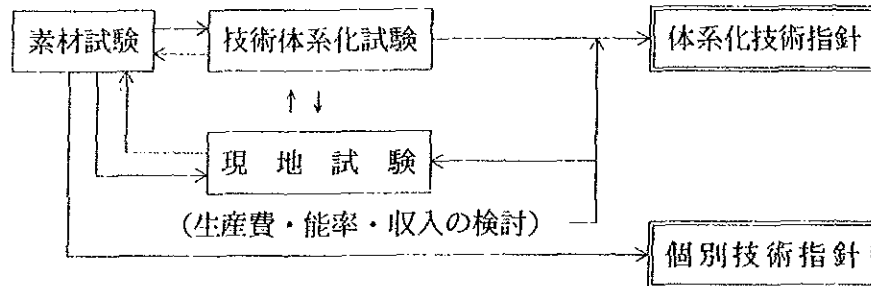 素材試験
技術体系化試験
体系化技術指針
↑ ↓
現地試験
(生産費・能率・収入の検討)
個別技術指針